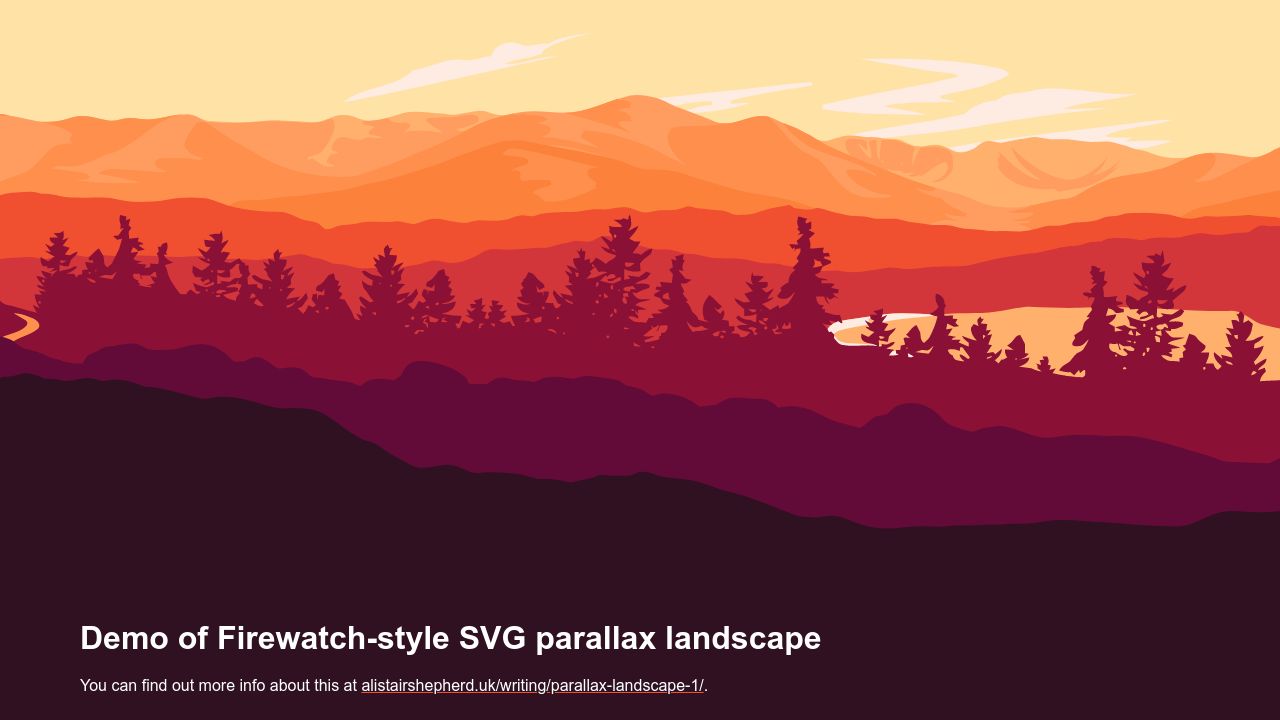 Demo of Firewatch-style SVG parallax landscape
You can find out more info about this at alistairshepherd.uk/writing/parallax-landscape-1/.